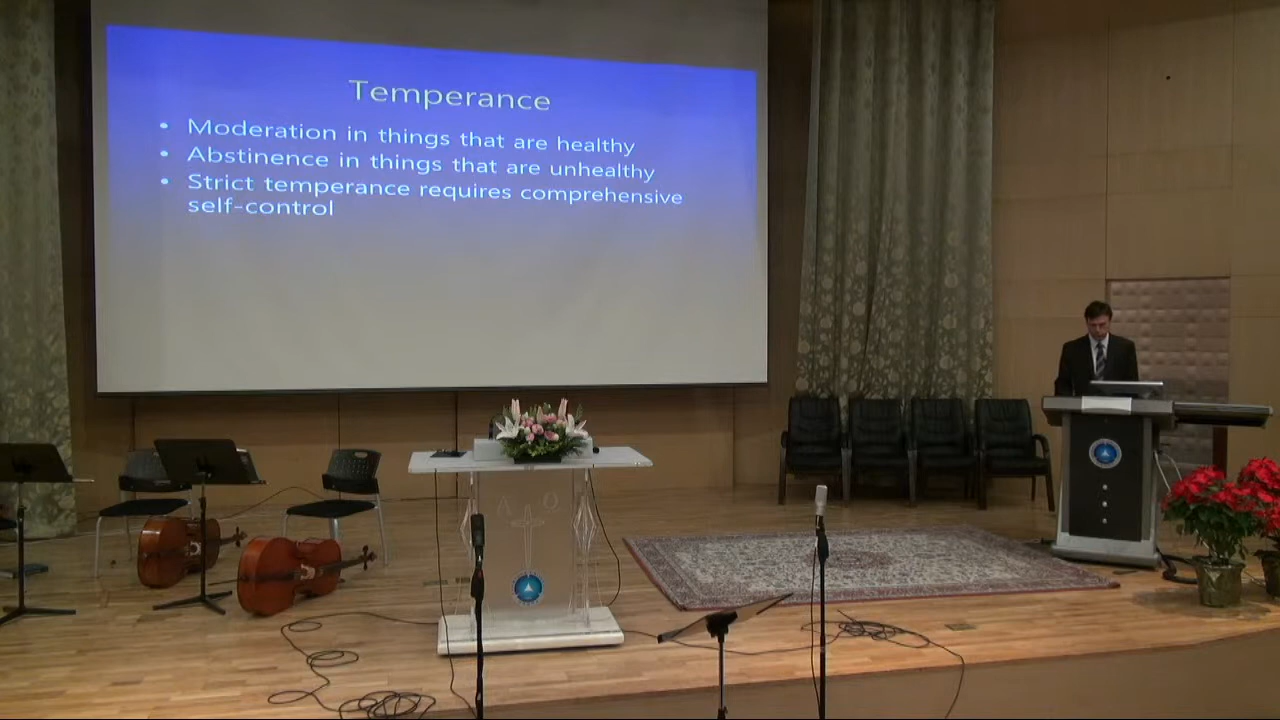 Temperance
• Moderation in things that are healthy
• Abstinence in things that are unhealthy
• Strict temperance requires comprehensive
self-control
Α Ω